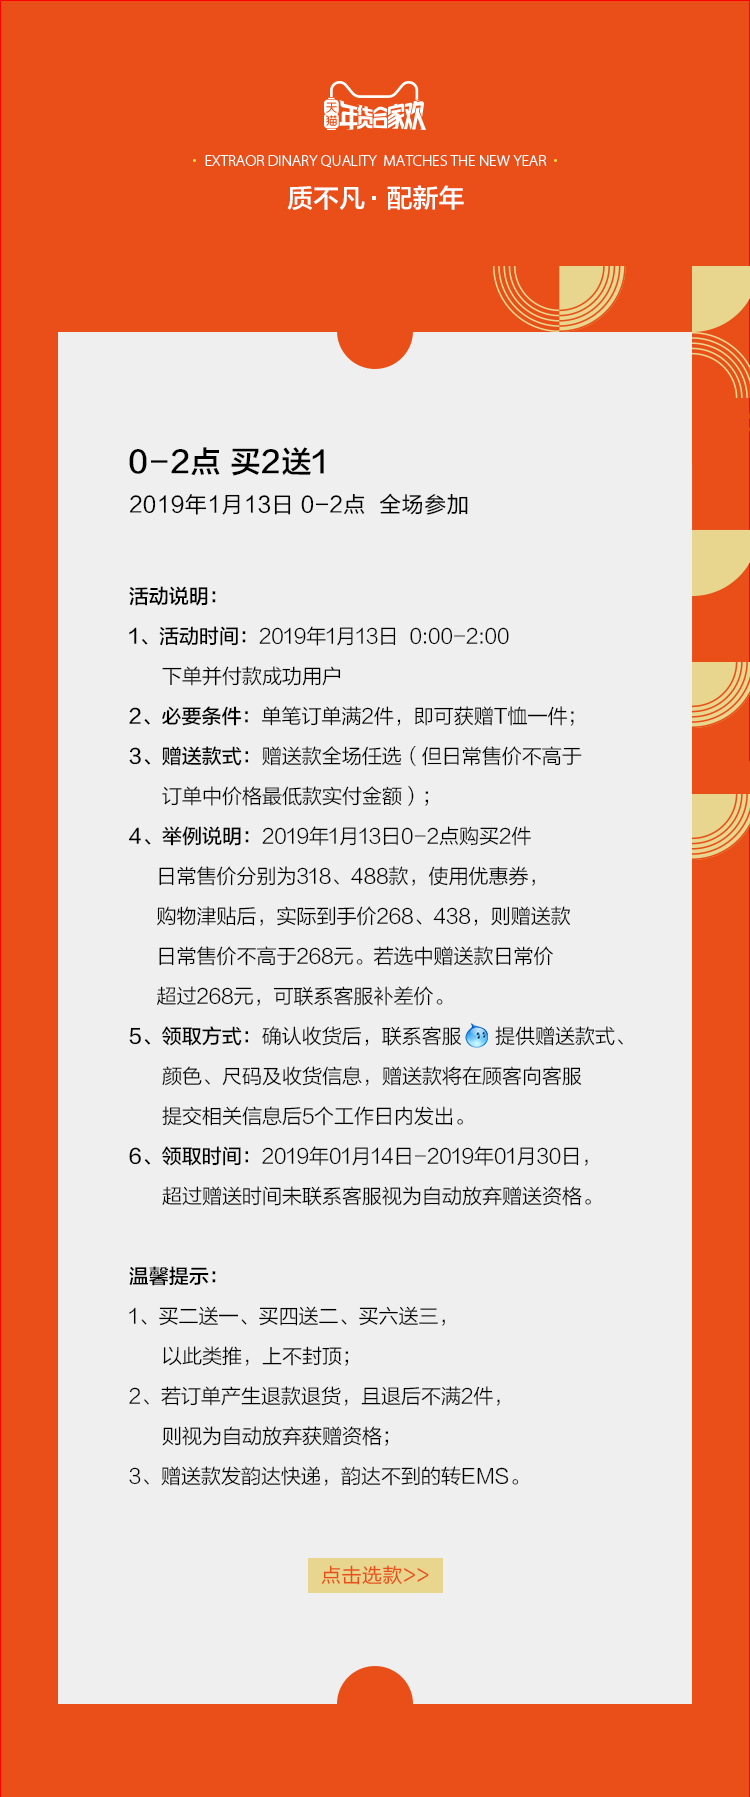 天猫
年货合家欢
· EXTRAOR DINARY QUALITY MATCHES THE NEW YEAR ·
质不凡·配新年
0-2点 买2送1
2019年1月13日 0-2点 全场参加
活动说明：
1、活动时间：2019年1月13日 0:00-2:00
下单并付款成功用户
2、必要条件：单笔订单满2件，即可获赠T恤一件；
3、赠送款式：赠送款全场任选（但日常售价不高于
订单中价格最低款实付金额）；
4、举例说明：2019年1月13日0-2点购买2件
日常售价分别为318、488款，使用优惠券，
购物津贴后，实际到手价268、438，则赠送款
日常售价不高于268元。若选中赠送款日常价
超过268元，可联系客服补差价。
5、领取方式：确认收货后，联系客服 提供赠送款式、
颜色、尺码及收货信息，赠送款将在顾客向客服
提交相关信息后5个工作日内发出。
6、领取时间：2019年01月14日-2019年01月30日，
超过赠送时间未联系客服视为自动放弃赠送资格。
温馨提示：
1、买二送一、买四送二、买六送三，
以此类推，上不封顶；
2、若订单产生退款退货，且退后不满2件，
则视为自动放弃获赠资格；
3、赠送款发韵达快递，韵达不到的转EMS。
点击选款>>